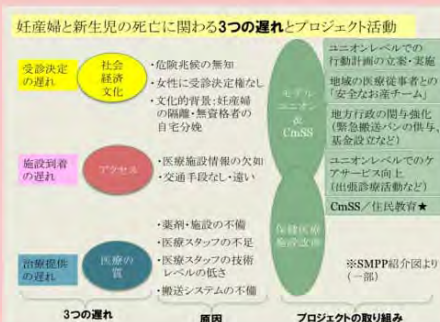 妊産婦と新生児の死亡に関わる3つの遅れとプロジェクト活動
受診決定
の遅れ
社会
経済
文化
・危険兆候の無知
・女性に受診決定権なし
・文化的背景:妊産婦
の隔離・無資格者の
自宅分娩
施設到着
の遅れ
アクセス
・医療施設情報の欠如
・交通手段なし・遠い
治療提供
の遅れ
医療の
質
・薬剤・施設の不備
・医療スタッフの不足
・医療スタッフの技術
レベルの低さ
・搬送システムの不備
モデル
ユニオン
&
CmSS
保健医療
施設改善
ユニオンレベルでの
行動計画の立案・実施
地域の医療従事者との
「安全なお産チーム」
地方行政の関与強化
(緊急搬送バンの供与、
基金設立など)
ユニオンレベルでのケ
アサービス向上
(出張診療活動など)
CmSS/住民教育★
※SMPP紹介図より
(一部)
3つの遅れ
原因
プロジェクトの取り組み